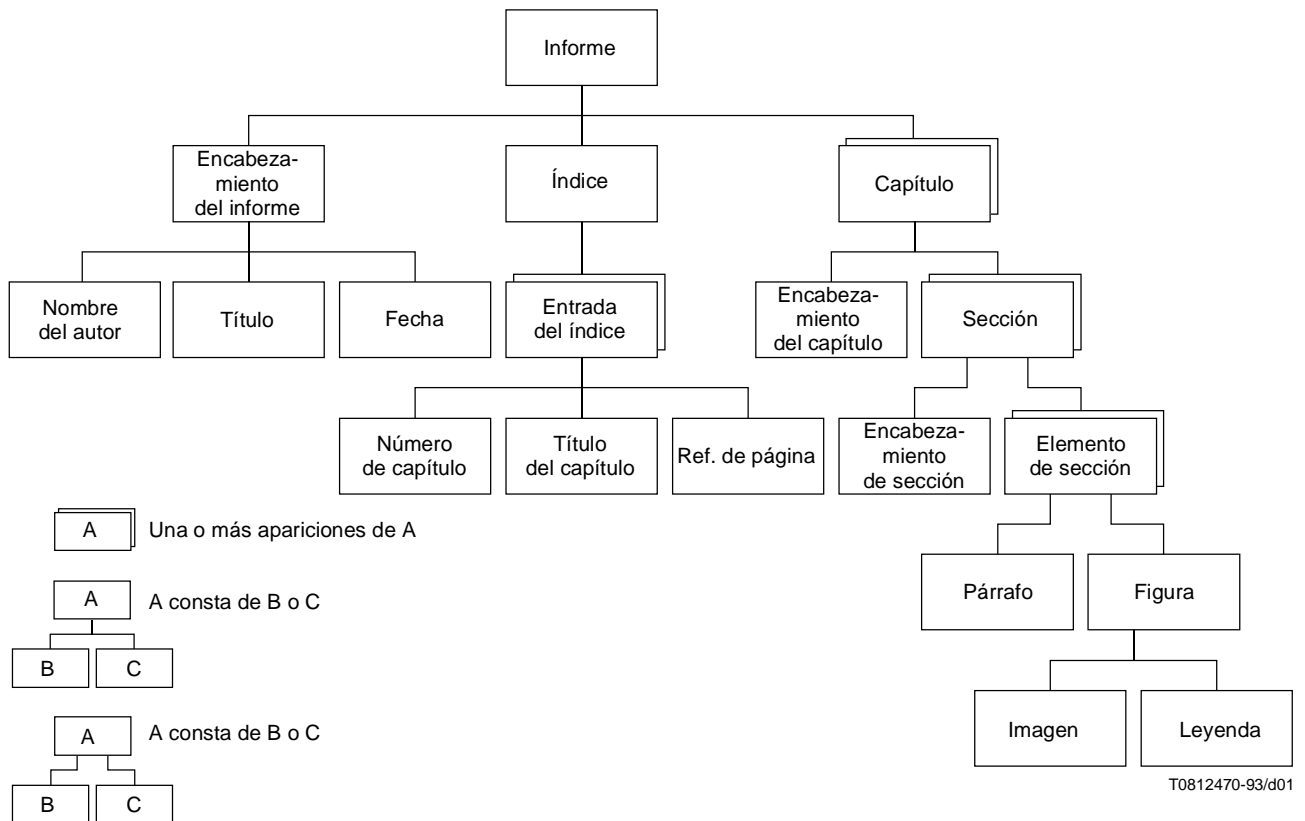 Informe
Encabeza-
miento
del informe
Índice
Capítulo
Nombre
del autor
Título
Fecha
Entrada
del índice
Encabeza-
miento
del capítulo
Sección
Número
de capítulo
Título
del capítulo
Ref. de página
Encabeza-
miento
de sección
Elemento
de sección
A
Una o más apariciones de A
Párrafo
Figura
A
A consta de B o C
B
C
Imagen
Leyenda
A
A consta de B o C
B
C
T0812470-93/d01